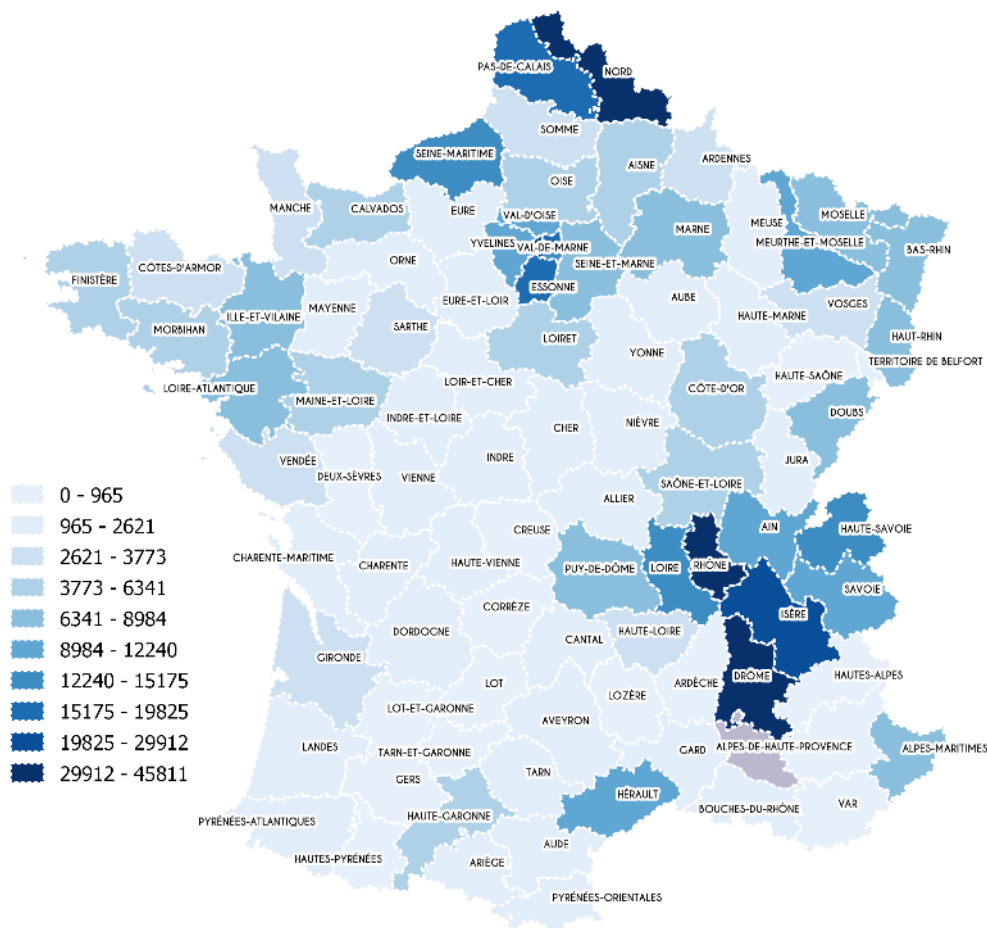 PAS-DE-CALAIS
NORD
SOMME
SEINE-MARITIME
AISNE
ARDENNES
OISE
MANCHE
CALVADOS
EURE
VAL-D'OISE
MEUSE
MOSELLE
MARNE
YVELINES
VAL-DE-MARNE
MEURTHE-ET-MOSELLE
BAS-RHIN
ORNE
SEINE-ET-MARNE
CÔTES-D'ARMOR
FINISTÈRE
ESSONNE
EURE-ET-LOIR
AUBE
MAYENNE
ILLE-ET-VILAINE
HAUTE-MARNE
VOSGES
MORBIHAN
SARTHE
LOIRET
HAUT-RHIN
YONNE
TERRITOIRE DE BELFORT
HAUTE-SAÔNE
LOIR-ET-CHER
LOIRE-ATLANTIQUE
CÔTE-D'OR
MAINE-ET-LOIRE
INDRE-ET-LOIRE
DOUBS
NIÈVRE
CHER
VENDÉE
INDRE
JURA
DEUX-SÈVRES
VIENNE
SAÔNE-ET-LOIRE
ALLIER
AIN
HAUTE-SAVOIE
CREUSE
CHARENTE-MARITIME
CHARENTE
HAUTE-VIENNE
PUY-DE-DÔME
LOIRE
RHÔNE
SAVOIE
CORRÈZE
ISÈRE
DORDOGNE
HAUTE-LOIRE
CANTAL
GIRONDE
DRÔME
HAUTES-ALPES
LOT
ARDÈCHE
LOZÈRE
LOT-ET-GARONNE
AVEYRON
LANDES
TARN-ET-GARONNE
GARD
ALPES-DE-HAUTE-PROVENCE
ALPES-MARITIMES
GERS
TARN
HÉRAULT
BOUCHES-DU-RHÔNE
VAR
HAUTE-GARONNE
PYRÉNÉES-ATLANTIQUES
AUDE
HAUTES-PYRÉNÉES
ARIÈGE
PYRÉNÉES-ORIENTALES
0 - 965
965 - 2621
2621 - 3773
3773 - 6341
6341 - 8984
8984 - 12240
12240 - 15175
15175 - 19825
19825 - 29912
29912 - 45811